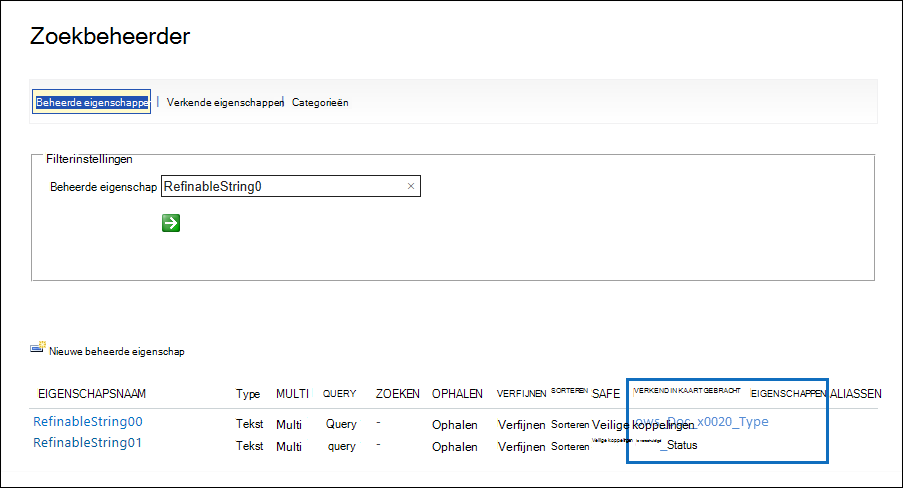 Zoekbeheerder
Beheerde eigenschapper | Verkende eigenschappen | Categorieën
Filterinstellingen
Beheerde eigenschap RefinableString0 ×
Nieuwe beheerde eigenschap
EIGENSCHAPSNAAM Type MULTI QUERY ZOEKEN OPHALEN VERFIJNEN SORTEREN SAFE VERKEND IN KAART GEBRACHT EIGENSCHAPPEN ALIASSEN
RefinableString00 Tekst Multi Query - Ophalen Verfijnen Sorteren Veilige koppelingen ows_Doc_x0020_Type
RefinableString01 Tekst Multi query - Ophalen Verfijnen Sorteren Veilige koppelingen _Status